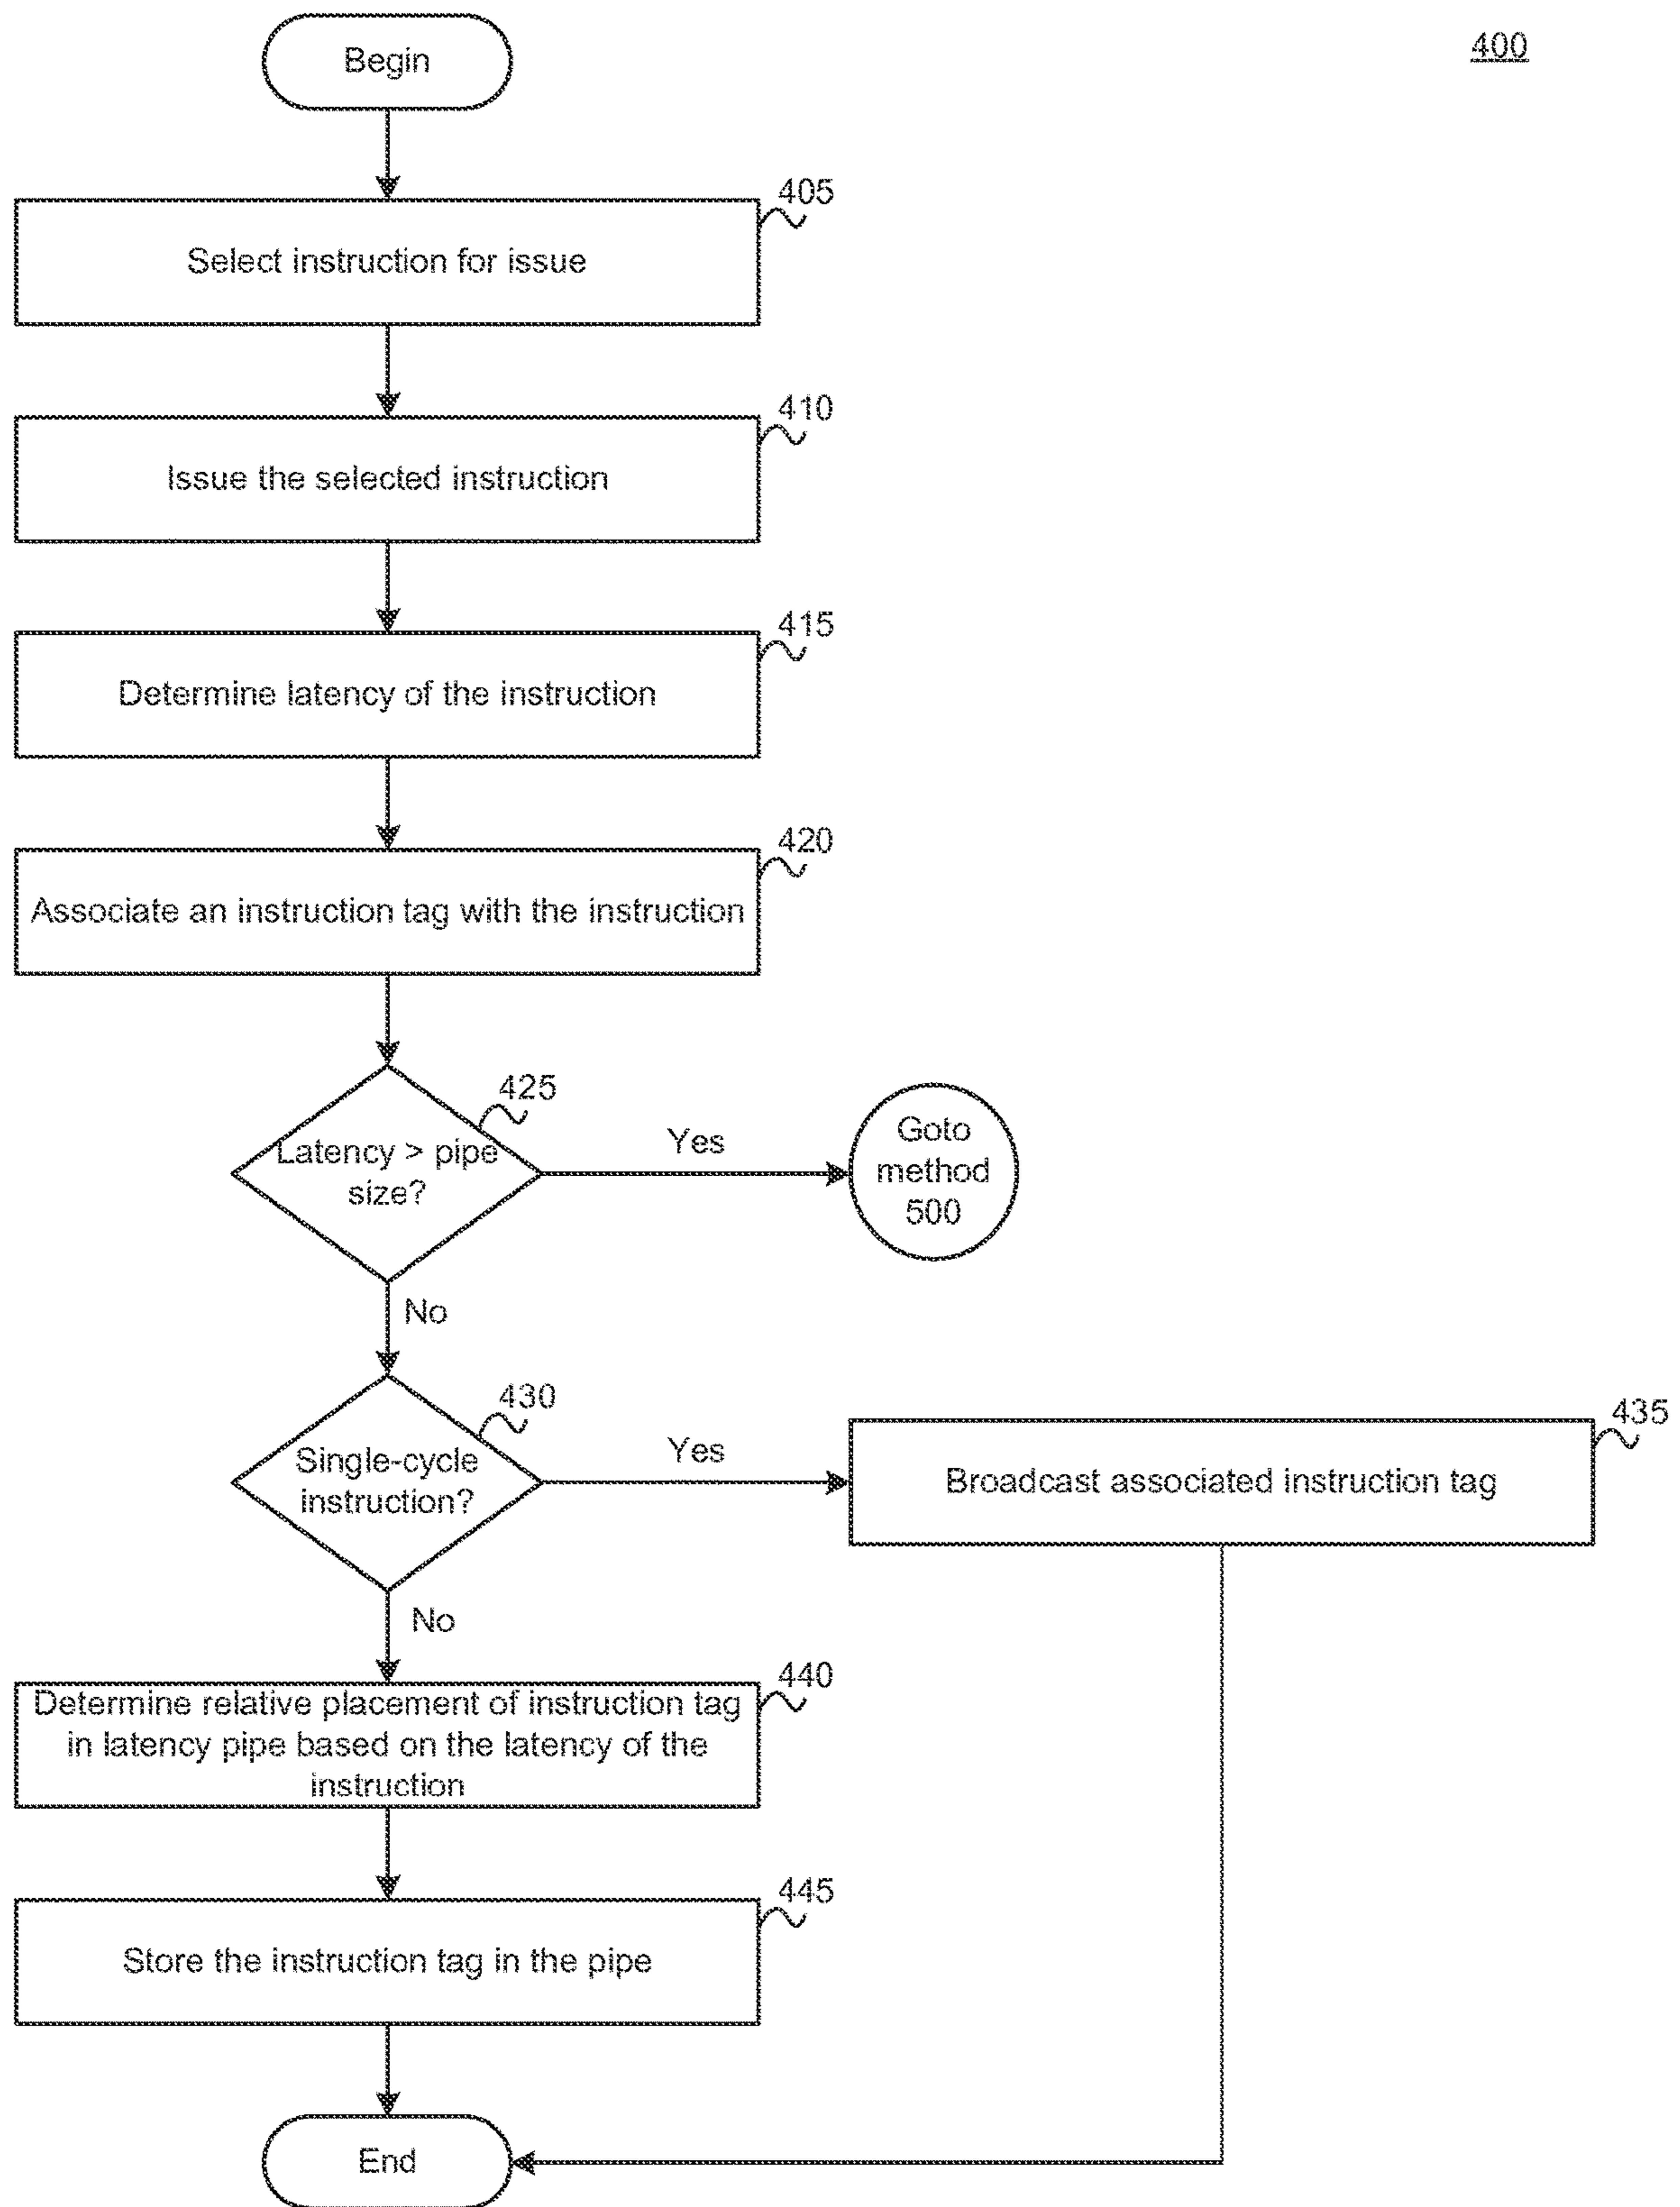 400
Begin
405
Select instruction for issue
410
Issue the selected instruction
415
Determine latency of the instruction
420
Associate an instruction tag with the instruction
425
Latency > pipe
size?
Yes
Goto
method
500
No
430
Single-cycle
instruction?
Yes
435
Broadcast associated instruction tag
No
440
Determine relative placement of instruction tag
in latency pipe based on the latency of the
instruction
445
Store the instruction tag in the pipe
End